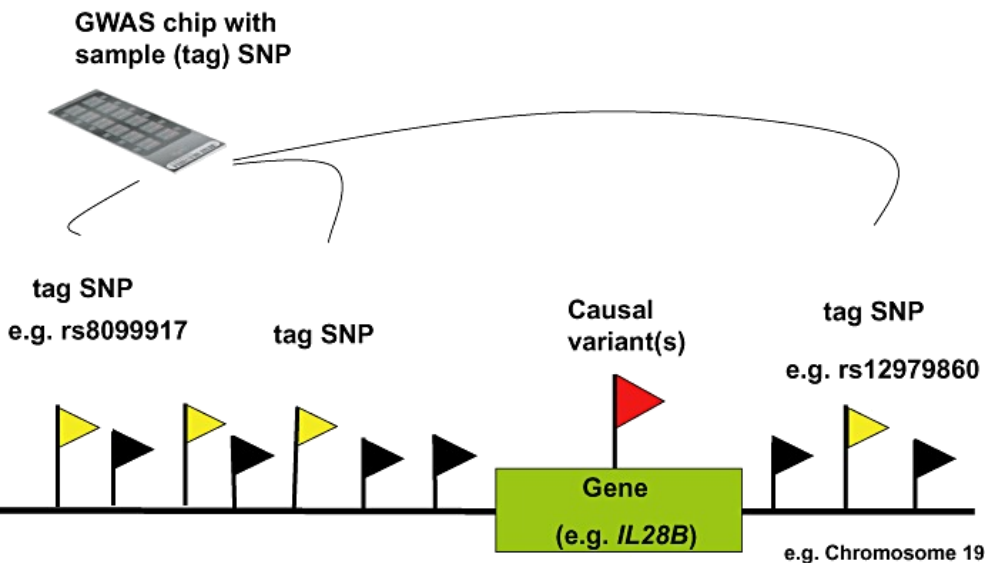 GWAS chip with
sample (tag) SNP
tag SNP
e.g. rs8099917
tag SNP
Causal
variant(s)
tag SNP
e.g. rs12979860
Gene
(e.g. IL28B)
e.g. Chromosome 19